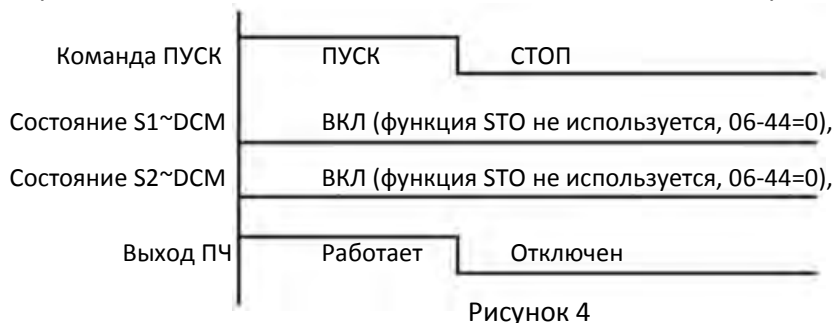 Команда ПУСК ПУСК СТОП
Состояние S1~DCM ВКЛ (функция STO не используется, 06-44=0),
Состояние S2~DCM ВКЛ (функция STO не используется, 06-44=0),
Выход ПЧ Работает Отключен
Рисунок 4